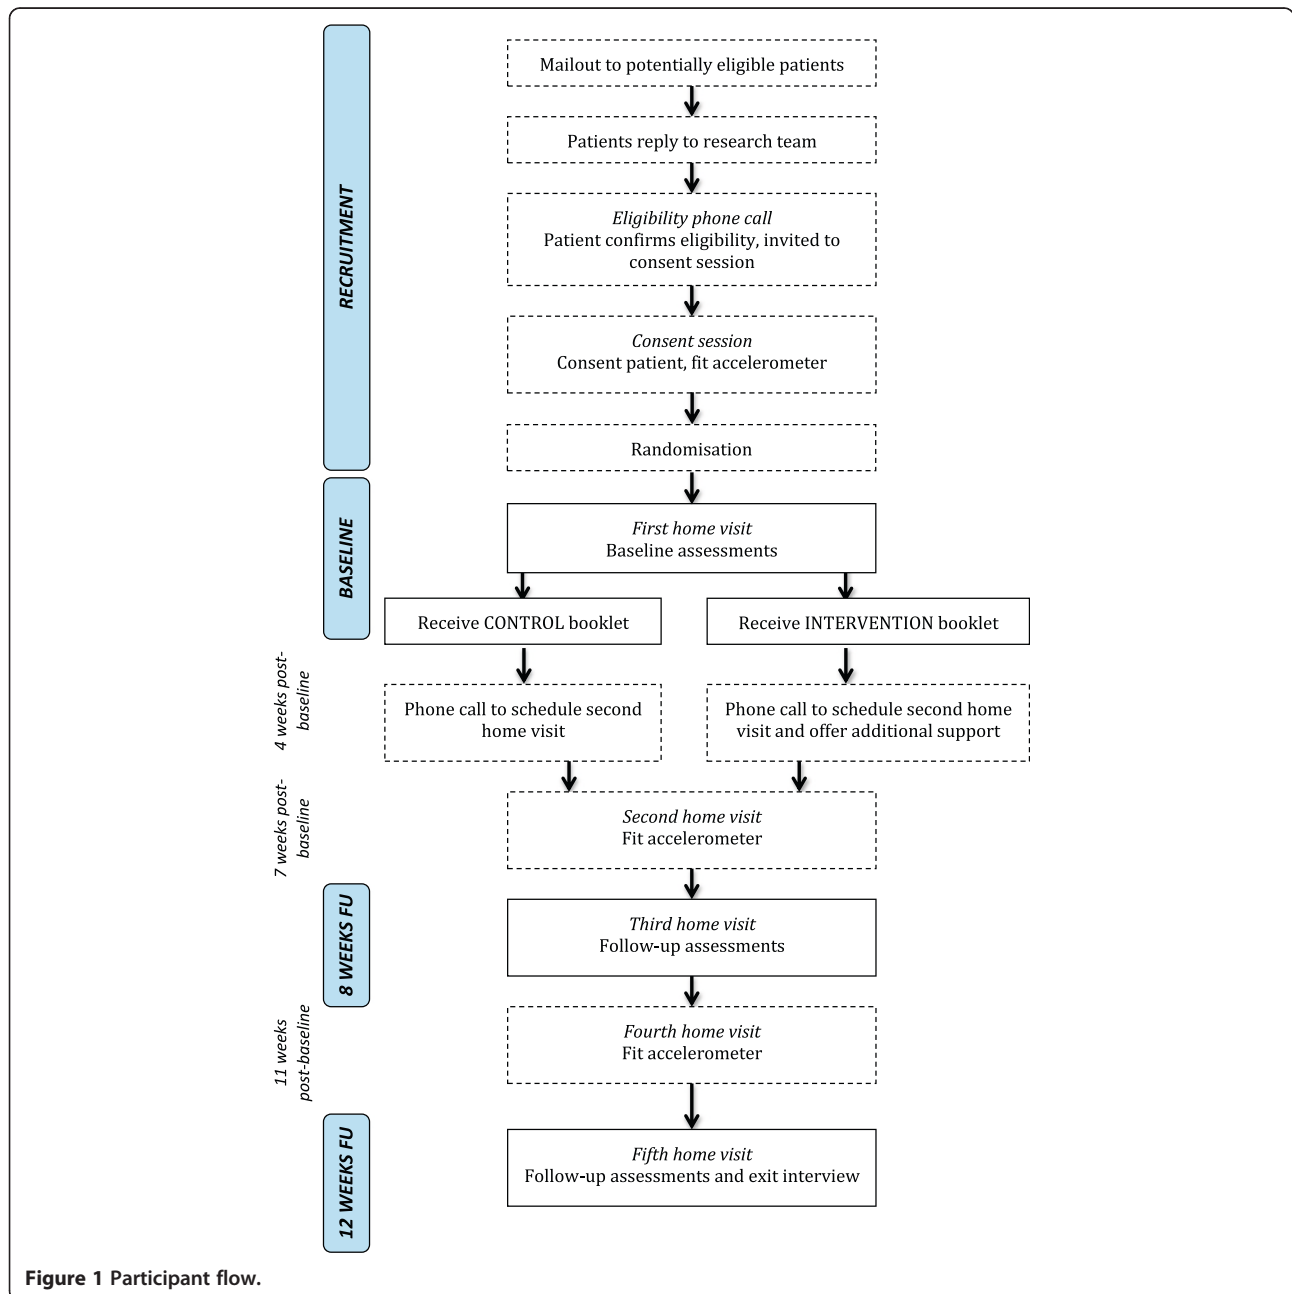 RECRUITMENT
Mailout to potentially eligible patients
Patients reply to research team
Eligibility phone call
Patient confirms eligibility, invited to
consent session
Consent session
Consent patient, fit accelerometer
Randomisation
BASELINE
First home visit
Baseline assessments
Receive CONTROL booklet
Receive INTERVENTION booklet
4 weeks post-
baseline
Phone call to schedule second
home visit
Phone call to schedule second home
visit and offer additional support
7 weeks post-
baseline
Second home visit
Fit accelerometer
8 WEEKS FU
Third home visit
Follow-up assessments
11 weeks
post-baseline
Fourth home visit
Fit accelerometer
12 WEEKS FU
Fifth home visit
Follow-up assessments and exit interview
Figure 1 Participant flow.